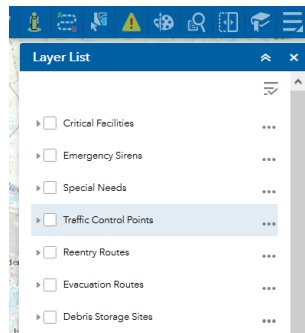 Layer List
Critical Facilities
Emergency Sirens
Special Needs
Traffic Control Points
Reentry Routes
Evacuation Routes
Debris Storage Sites